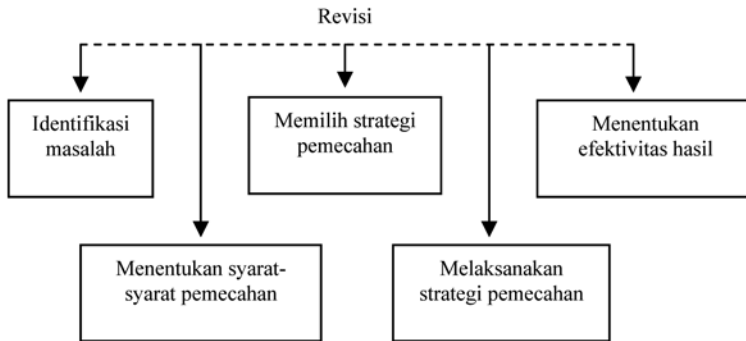 Revisi
Identifikasi
masalah
Memilih strategi
pemecahan
Menentukan
efektivitas hasil
Menentukan syarat-
syarat pemecahan
Melaksanakan
strategi pemecahan